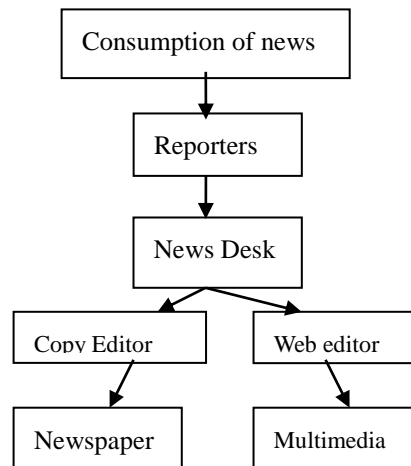 Consumption of news
Reporters
News Desk
Copy Editor
Web editor
Newspaper
Multimedia